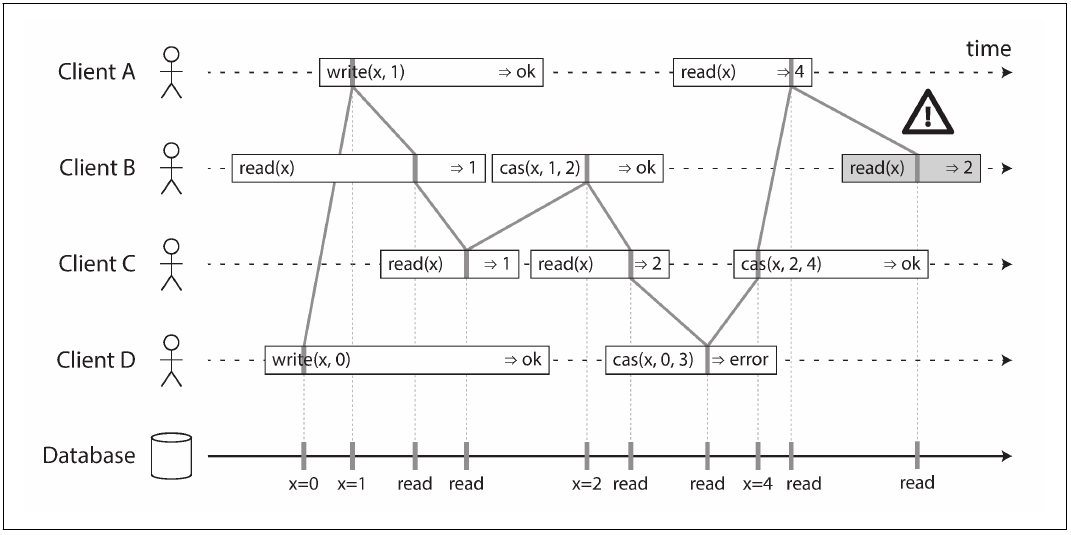 time
Client A write(x, 1) ⇒ ok read(x) ⇒ 4
!
Client B read(x) ⇒ 1 cas(x, 1, 2) ⇒ ok read(x) ⇒ 2
Client C read(x) ⇒ 1 read(x) ⇒ 2 cas(x, 2, 4) ⇒ ok
Client D write(x, 0) ⇒ ok cas(x, 0, 3) ⇒ error
Database
x=0 x=1 read read x=2 read read x=4 read read